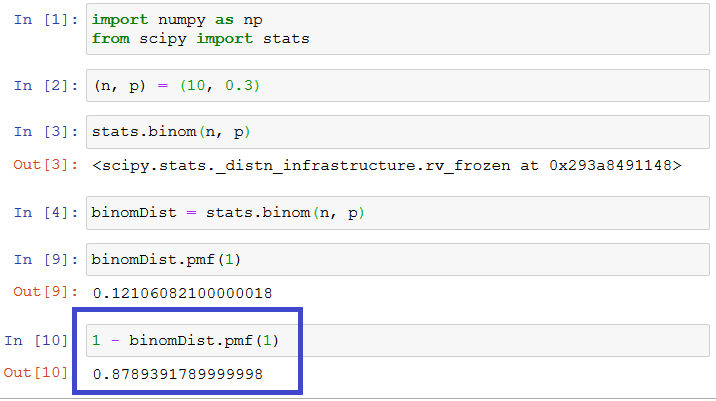 In [1]: import numpy as np
from scipy import stats
In [2]: (n, p) = (10, 0.3)
In [3]: stats.binom(n, p)
Out[3]: <scipy.stats._distn_infrastructure.rv_frozen at 0x293a8491148>
In [4]: binomDist = stats.binom(n, p)
In [9]: binomDist.pmf(1)
Out[9]: 0.12106082100000018
In [10] 1 - binomDist.pmf(1)
Out[10] 0.8789391789999998